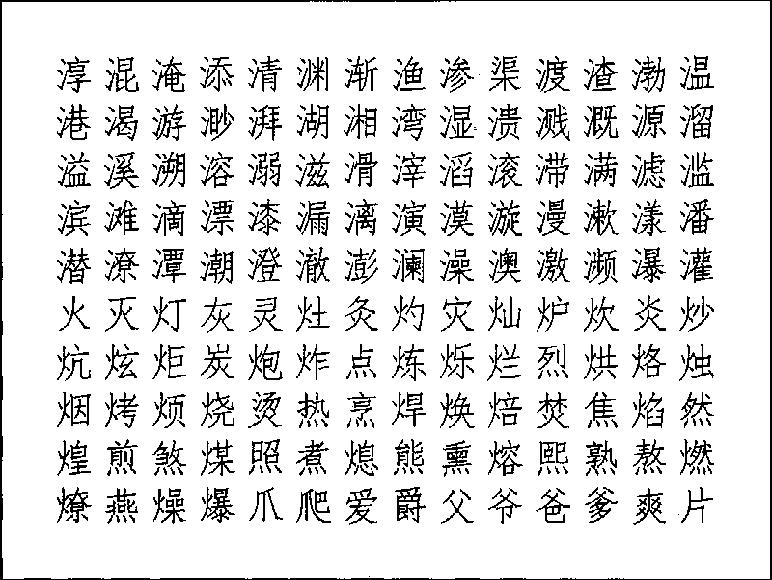 淳混淹添清渊渐渔渗渠渡渣渤温
港渴游渺湃湖湘湾湿溃溅溉源溜
溢溪溯溶溺滋滑滓滔滚滞满滤滥
滨滩滴漂漆漏漓演漠漩漫漱漾潘
潜潦潭潮澄澈澎澜澡澳激濒瀑灌
火灭灯灰灵灶灸灼灾灿炉炊炎炒
炕炫炬炭炮炸点炼烁烂烈烘烙烛
烟烤烦烧烫热烹焊焕焙焚焦焰然
煌煎煞煤照煮熄熊熏熔熙熟熬燃
燎燕燥爆爪爬爱爵父爷爸爹爽片